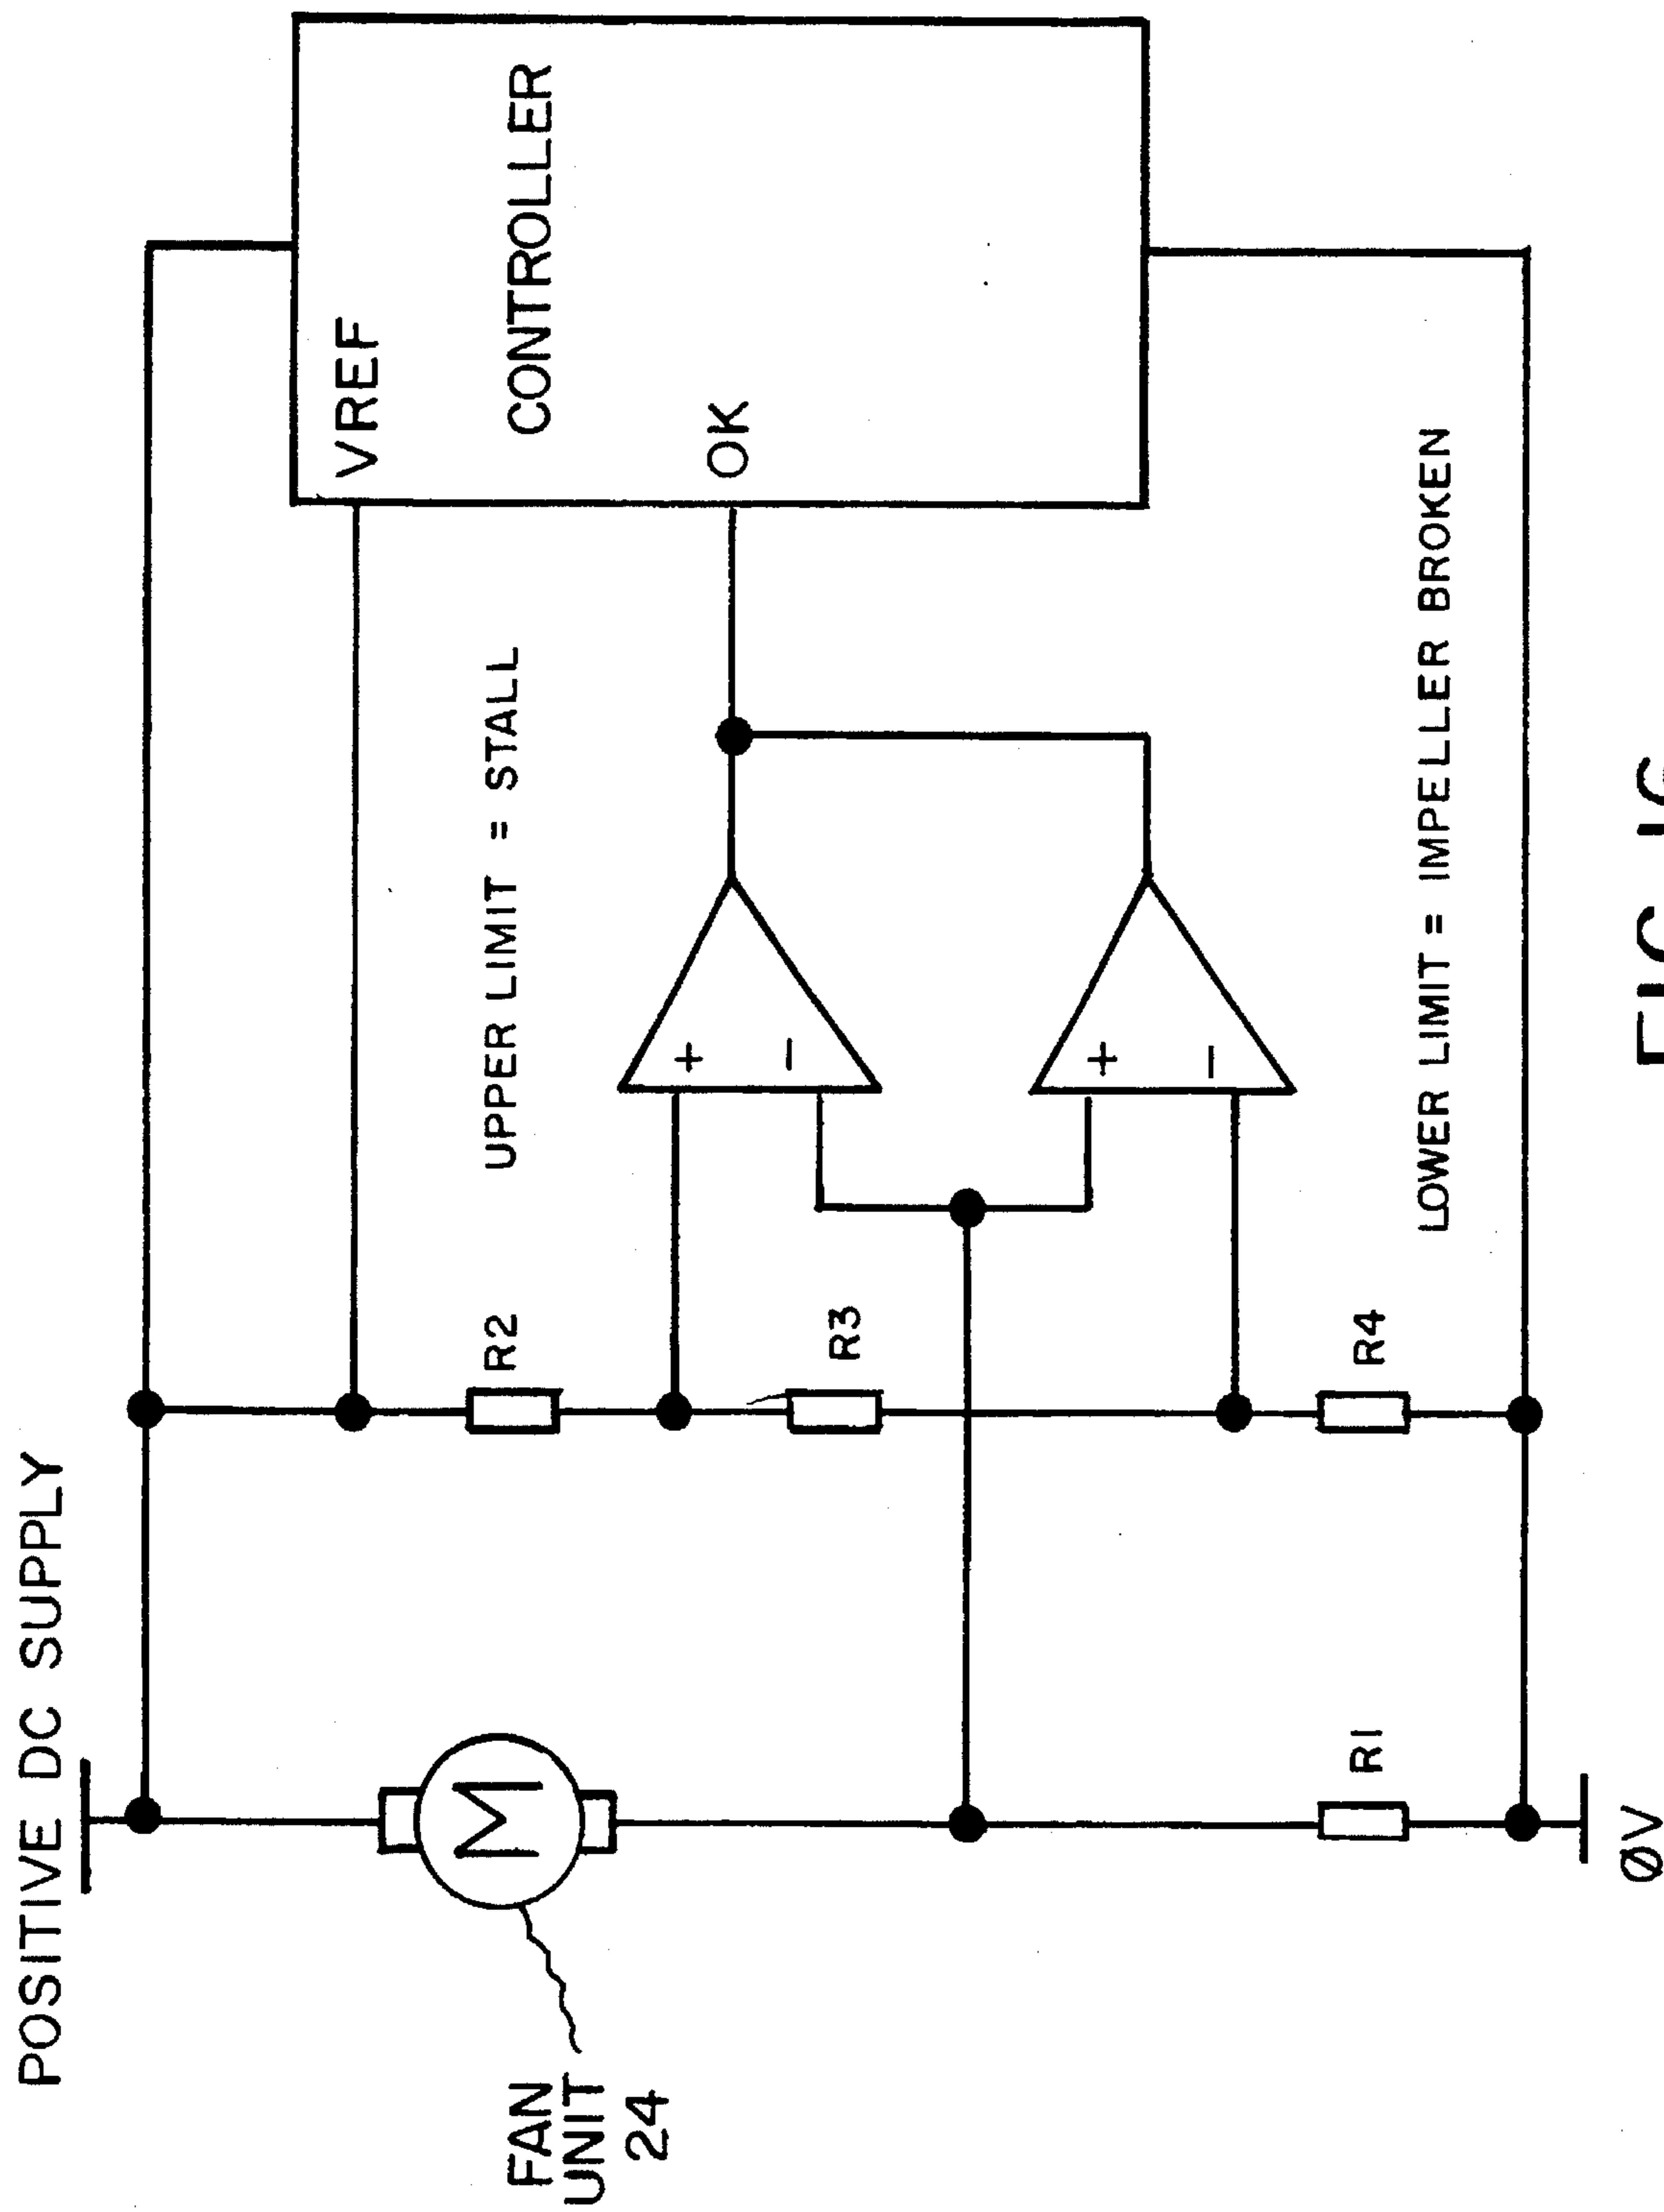 POSITIVE DC SUPPLY
VREF
CONTROLLER
FAN
UNIT
24
M
R2
UPPER LIMIT = STALL
OK
+
−
R3
+
−
R1
R4
LOWER LIMIT = IMPELLER BROKEN
ØV